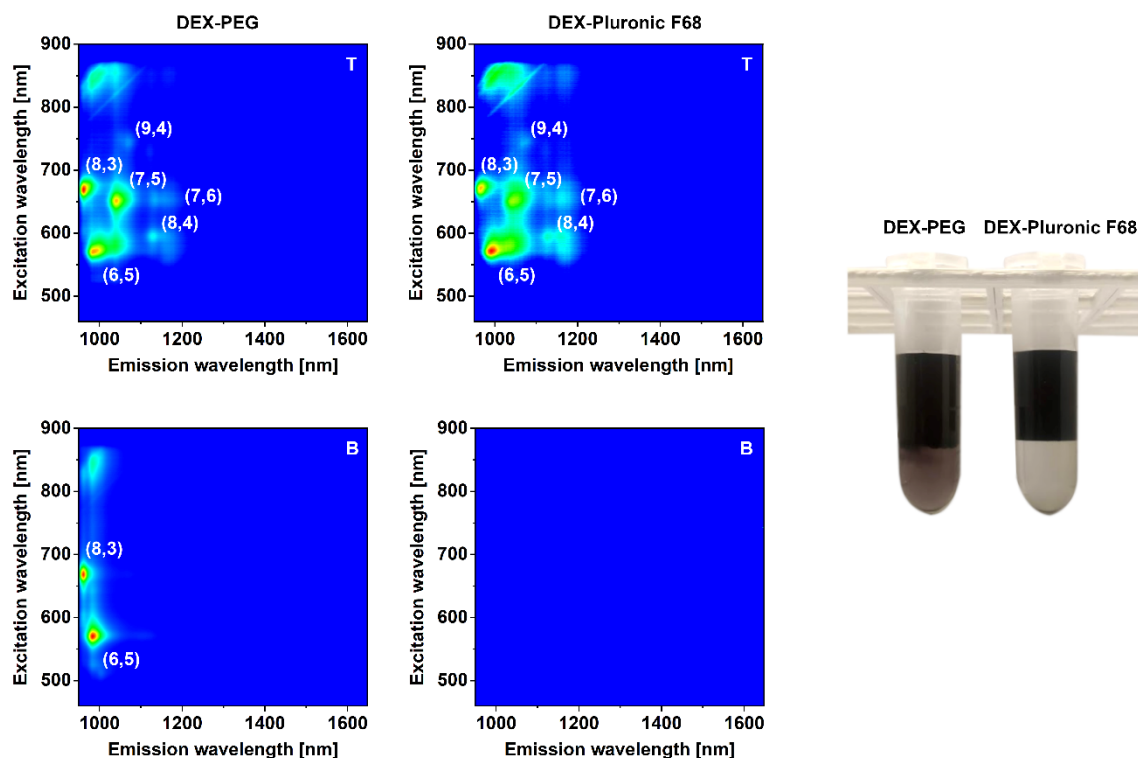 DEX-PEG
900
800
700
600
500
Excitation wavelength [nm]
T
(9,4)
(8,3)
(7,5)
(7,6)
(8,4)
(6,5)
1000 1200 1400 1600
Emission wavelength [nm]
DEX-Pluronic F68
900
800
700
600
500
Excitation wavelength [nm]
T
(9,4)
(8,3)
(7,5)
(7,6)
(8,4)
(6,5)
1000 1200 1400 1600
Emission wavelength [nm]
DEX-PEG DEX-Pluronic F68
900
800
700
600
500
Excitation wavelength [nm]
B
(8,3)
(6,5)
1000 1200 1400 1600
Emission wavelength [nm]
900
800
700
600
500
Excitation wavelength [nm]
B
1000 1200 1400 1600
Emission wavelength [nm]